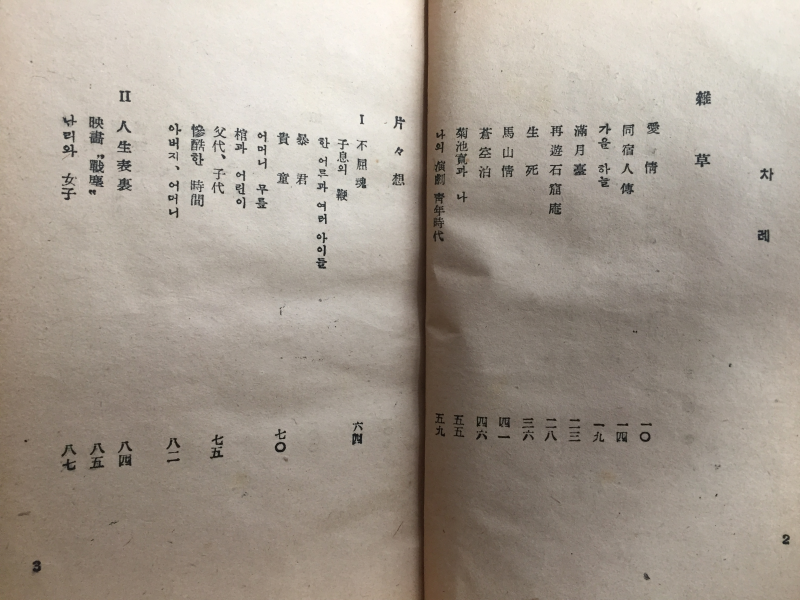 차 례
雜 草
愛 情 一〇
同宿人傳 一四
가을 하늘 一九
滿月臺 二三
再遊石窟庵 二八
生 死 三六
馬山情 四一
蒼空泊 四六
菊池寬과 나 五五
나의 演劇 靑年時代 五九
2
片々想
I 不屈魂 六四
子息의 鞭
한 어른과 여러 아이들
暴 君
貴 童 七〇
어머니 무릎
棺과 어린이
父代、子代 七五
慘酷한 時間
아버지、어머니 八二
II 人生表裏 八四
映畵 "戰塵" 八五
난리와 女子 八七
3